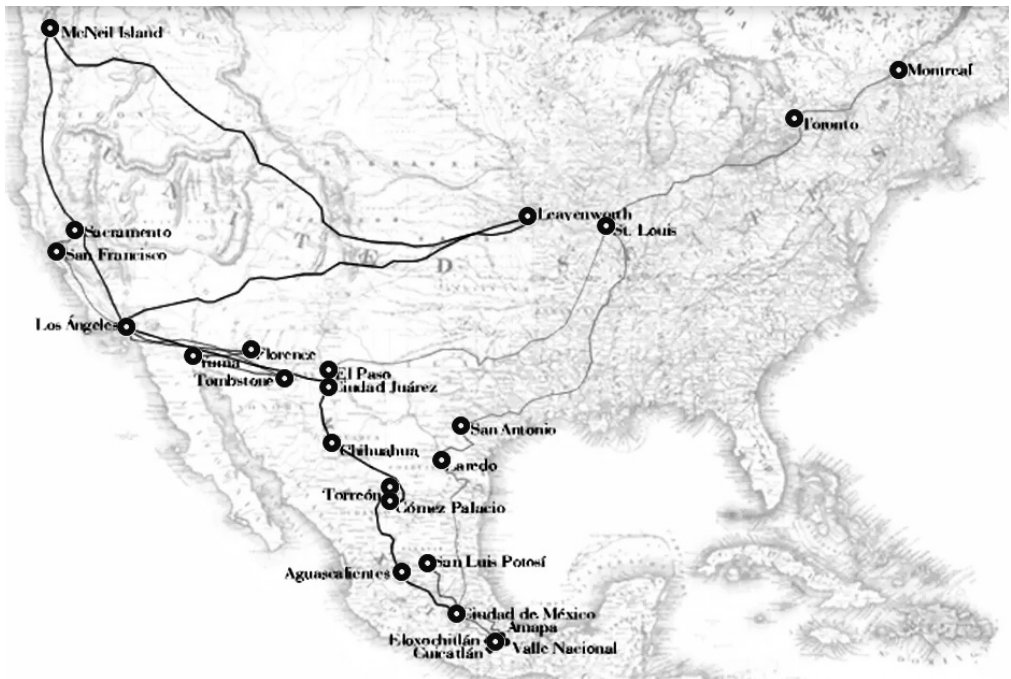 McNeil Island
Montreal
Toronto
Leavenworth
St. Louis
Sacramento
San Francisco
Los Ángeles
Florence
Yuma
El Paso
Tombstone
Ciudad Juárez
San Antonio
Chihuahua
Laredo
Torreón
Gómez Palacio
San Luis Potosí
Aguascalientes
Ciudad de México
Amapa
Eloxochitlán
Valle Nacional
Cuicatlán